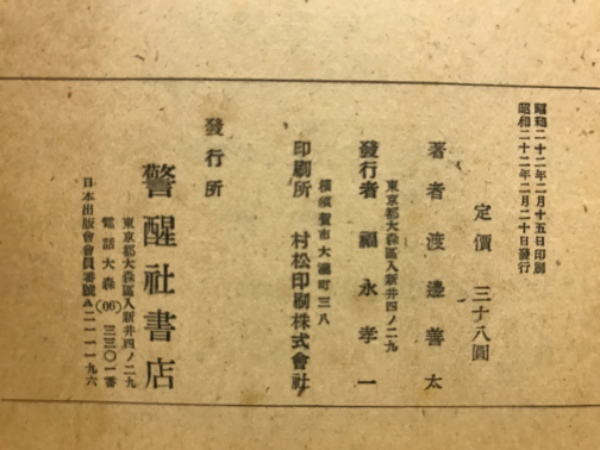 昭和二十二年二月十五日印刷
昭和二十二年二月二十日發行
定價 三十八圓
著者 渡邊善太
東京都大森區入新井四ノ二九
發行者 福永孝一
橫須賀市大瀧町三八
印刷所 村松印刷株式會社
發行所
警醒社書店
東京都大森區入新井四ノ二九
電話大森(06)三三〇一番
日本出版會會員番號A二一一一九六